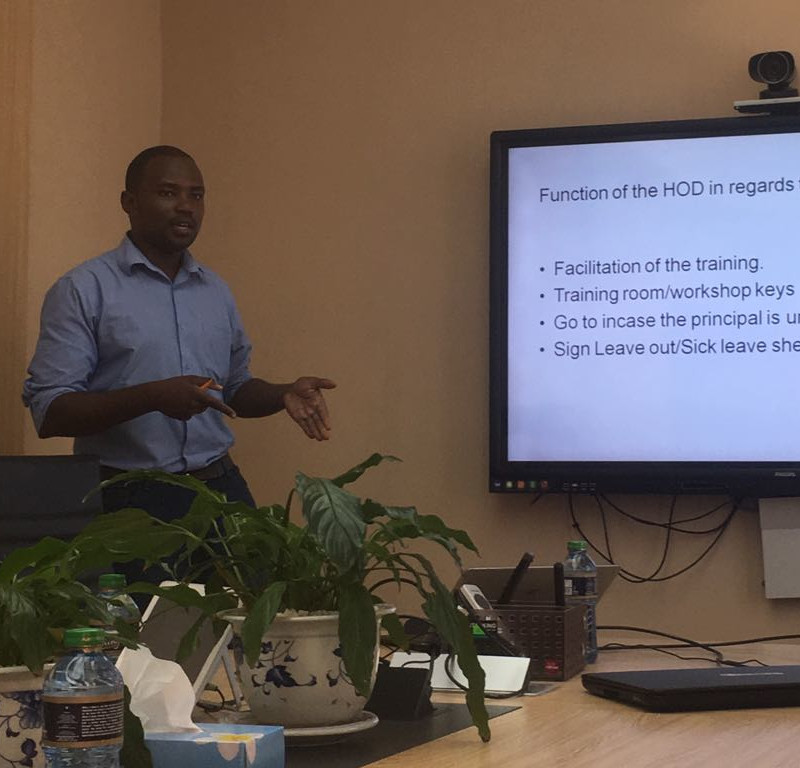 Function of the HOD in regards
• Facilitation of the training.
• Training room/workshop keys
• Go to incase the principal is
• Sign Leave out/Sick leave